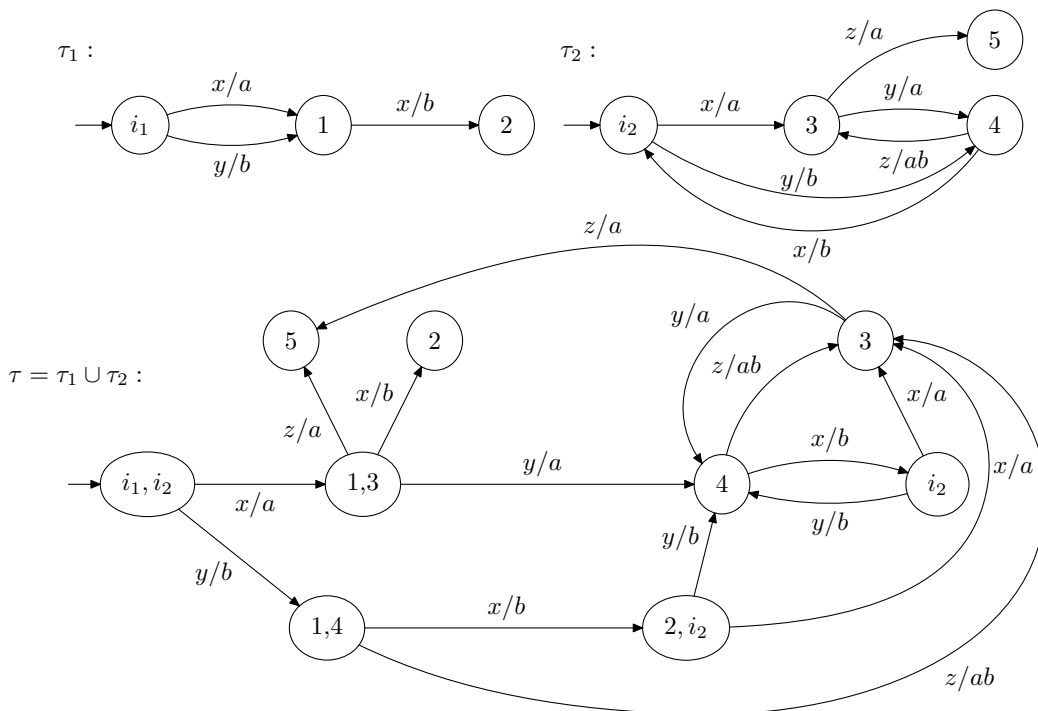 z/a
5
τ₁ :
τ₂ :
x/a
y/a
x/b
x/a
i₁
1
2
i₂
3
4
y/b
z/ab
y/b
x/b
z/a
y/a
5
2
3
z/ab
τ = τ₁ ∪ τ₂ :
x/b
x/a
z/a
x/b
y/a
x/a
i₁, i₂
1,3
4
i₂
x/a
y/b
y/b
y/b
x/b
1,4
2, i₂
z/ab